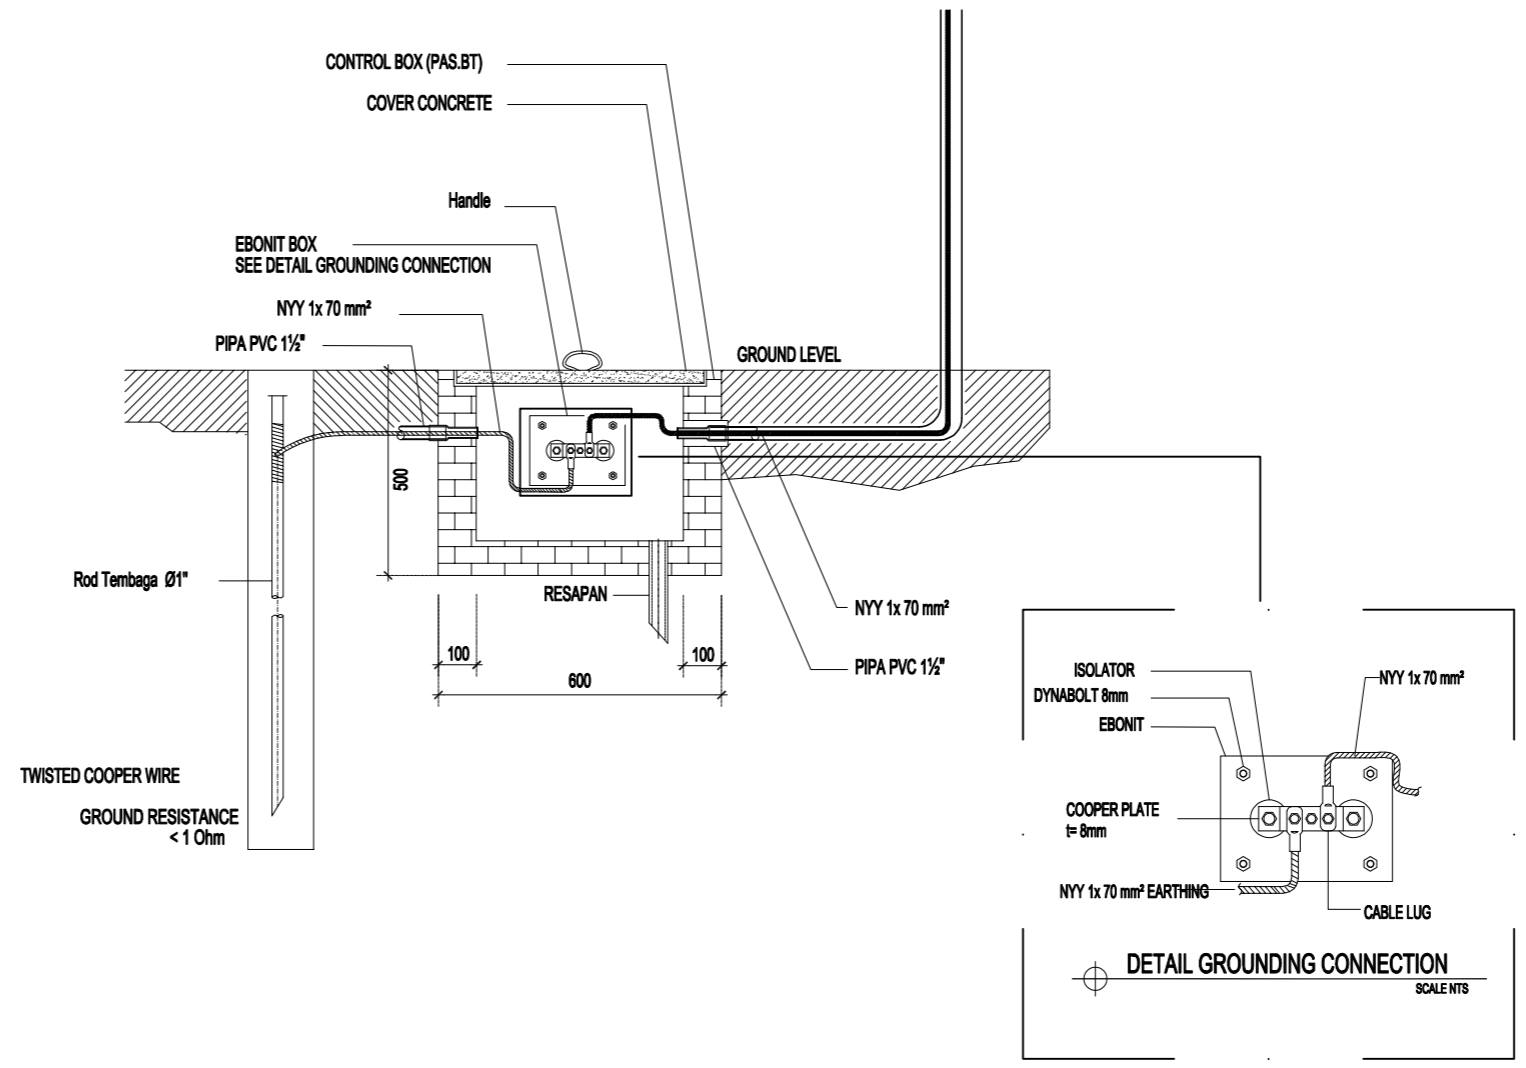 CONTROL BOX (PAS.BT)
COVER CONCRETE
Handle
EBONIT BOX
SEE DETAIL GROUNDING CONNECTION
NYY 1x 70 mm²
PIPA PVC 1½"
GROUND LEVEL
500
Rod Tembaga Ø1"
RESAPAN
NYY 1x 70 mm²
100
100
PIPA PVC 1½"
600
TWISTED COOPER WIRE
GROUND RESISTANCE
< 1 Ohm
ISOLATOR
NYY 1x 70 mm²
DYNABOLT 8mm
EBONIT
COOPER PLATE
t= 8mm
NYY 1x 70 mm² EARTHING
CABLE LUG
DETAIL GROUNDING CONNECTION
SCALE NTS